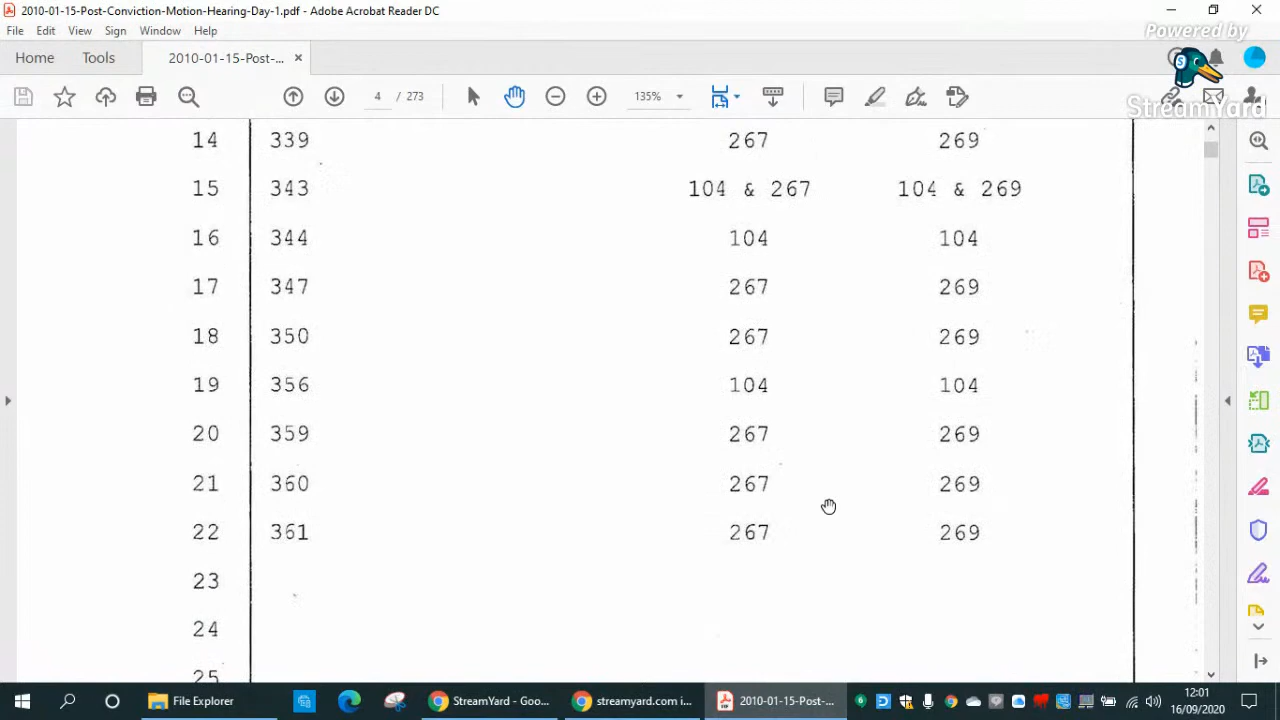 2010-01-15-Post-Conviction-Motion-Hearing-Day-1.pdf - Adobe Acrobat Reader DC
File Edit View Sign Window Help
Powered by
StreamYard
Home Tools 2010-01-15-Post-...
4 / 273 135%
14 339 267 269
15 343 104 & 267 104 & 269
16 344 104 104
17 347 267 269
18 350 267 269
19 356 104 104
20 359 267 269
21 360 267 269
22 361 267 269
23
24
25
File Explorer StreamYard - Goo... streamyard.com i... 2010-01-15-Post-... 12:01
16/09/2020